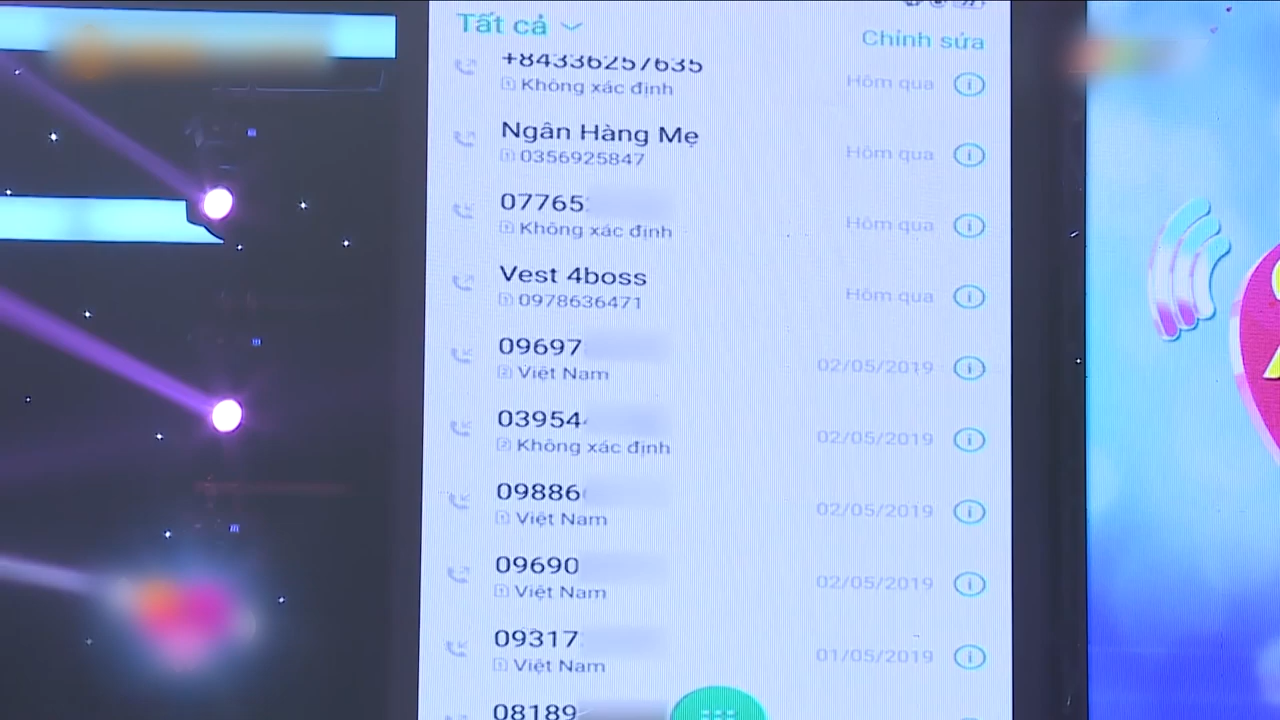 Tất cả
Chỉnh sửa
+84336257635
Không xác định
Hôm qua
Ngân Hàng Mẹ
0356925847
Hôm qua
07765
Không xác định
Hôm qua
Vest 4boss
0978636471
Hôm qua
09697
Việt Nam
02/05/2019
03954
Không xác định
02/05/2019
09886
Việt Nam
02/05/2019
09690
Việt Nam
02/05/2019
09317
Việt Nam
01/05/2019
08189